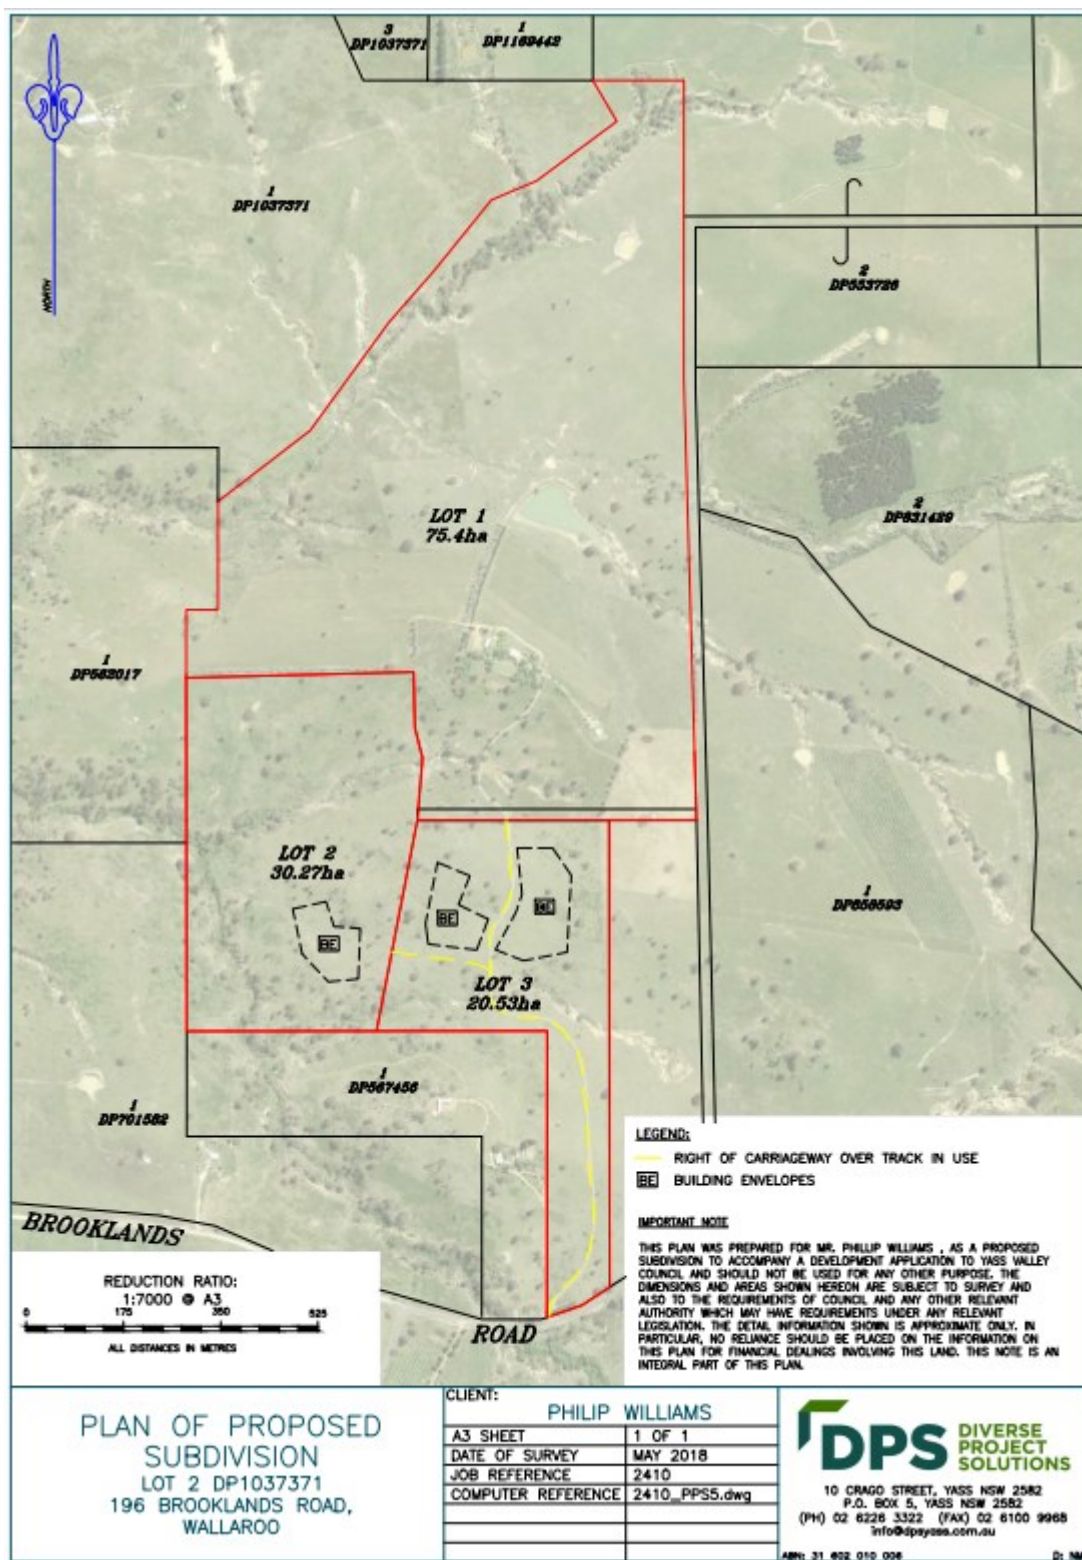 3
DP1037371
1
DP1169442
1
DP1037371
NORTH
2
DP553726
LOT 1
75.4ha
2
DP631429
1
DP562017
LOT 2
30.27ha
BE
BE
BE
1
DP658593
LOT 3
20.53ha
1
DP567456
1
DP701582
BROOKLANDS
ROAD
LEGEND:
RIGHT OF CARRIAGEWAY OVER TRACK IN USE
BE BUILDING ENVELOPES
IMPORTANT NOTE
THIS PLAN WAS PREPARED FOR MR. PHILLIP WILLIAMS , AS A PROPOSED
SUBDIVISION TO ACCOMPANY A DEVELOPMENT APPLICATION TO YASS VALLEY
COUNCIL AND SHOULD NOT BE USED FOR ANY OTHER PURPOSE. THE
DIMENSIONS AND AREAS SHOWN HEREON ARE SUBJECT TO SURVEY AND
ALSO TO THE REQUIREMENTS OF COUNCIL AND ANY OTHER RELEVANT
AUTHORITY WHICH MAY HAVE REQUIREMENTS UNDER ANY RELEVANT
LEGISLATION. THE DETAIL INFORMATION SHOWN IS APPROXIMATE ONLY. IN
PARTICULAR, NO RELIANCE SHOULD BE PLACED ON THE INFORMATION ON
THIS PLAN FOR FINANCIAL DEALINGS INVOLVING THIS LAND. THIS NOTE IS AN
INTEGRAL PART OF THIS PLAN.
REDUCTION RATIO:
1:7000 @ A3
0 175 350 525
ALL DISTANCES IN METRES
PLAN OF PROPOSED
SUBDIVISION
LOT 2 DP1037371
196 BROOKLANDS ROAD,
WALLAROO
CLIENT:
PHILIP WILLIAMS
A3 SHEET 1 OF 1
DATE OF SURVEY MAY 2018
JOB REFERENCE 2410
COMPUTER REFERENCE 2410_PPS5.dwg
DPS DIVERSE
PROJECT
SOLUTIONS
10 CRAGO STREET, YASS NSW 2582
P.O. BOX 5, YASS NSW 2582
(PH) 02 6226 3322 (FAX) 02 6100 9968
info@dpsyass.com.au
ABN: 31 602 010 006